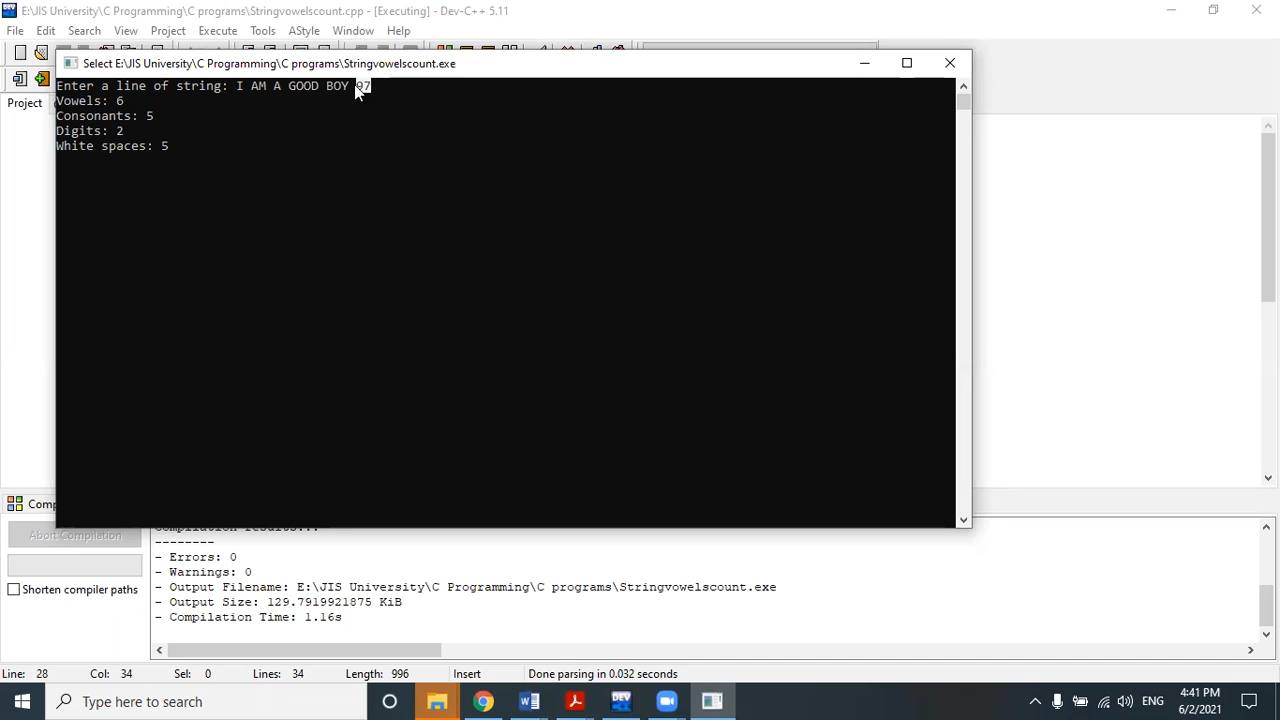 E:\JIS University\C Programming\C programs\Stringvowelscount.cpp - [Executing] - Dev-C++ 5.11
File Edit Search View Project Execute Tools AStyle Window Help
Select E:\JIS University\C Programming\C programs\Stringvowelscount.exe
Enter a line of string: I AM A GOOD BOY 97
Vowels: 6
Consonants: 5
Digits: 2
White spaces: 5
Project
Abort Compilation
Shorten compiler paths
--------
- Errors: 0
- Warnings: 0
- Output Filename: E:\JIS University\C Programming\C programs\Stringvowelscount.exe
- Output Size: 129.7919921875 KiB
- Compilation Time: 1.16s
Line: 28 Col: 34 Sel: 0 Lines: 34 Length: 996 Insert Done parsing in 0.032 seconds
Type here to search
DEV
ENG
4:41 PM
6/2/2021